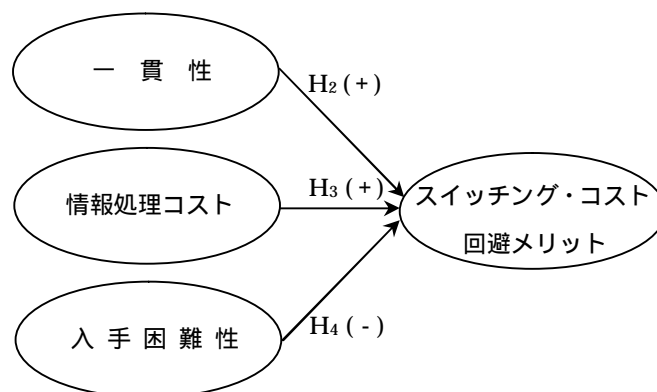 一 貫 性
H₂ ( + )
情報処理コスト
H₃ ( + )
スイッチング・コスト
回避メリット
入 手 困 難 性
H₄ ( - )